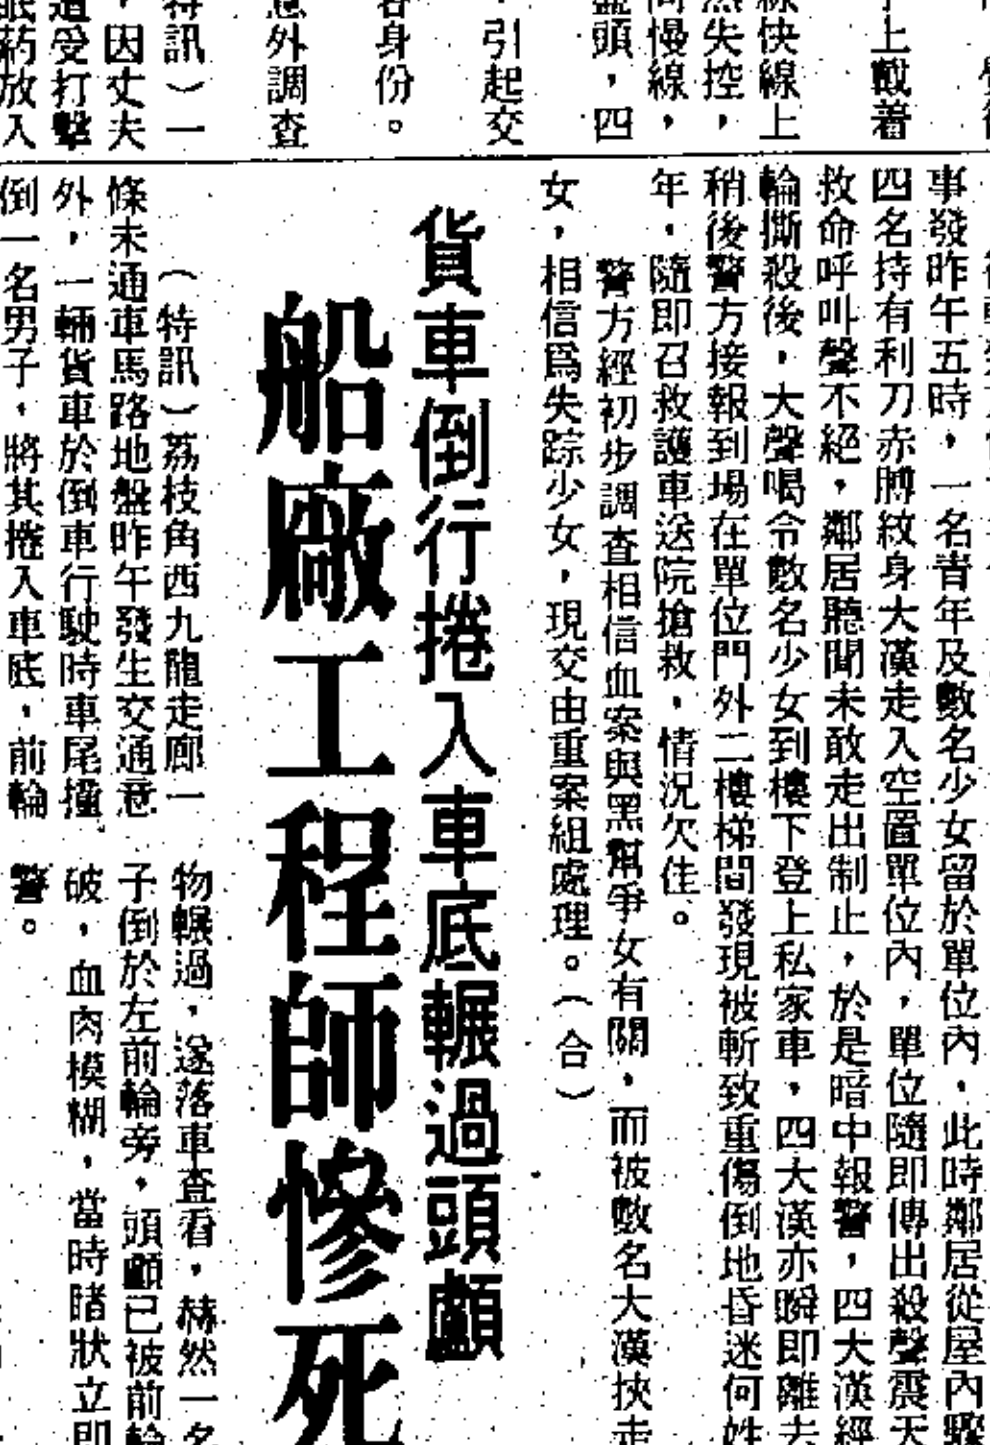 上戴着
線快線上
然失控,
向慢線,
頭,四
引起交
身份。
意外調查
特訊)一
,因丈夫
遭受打擊
眠葯放入
事發昨午五時,一名青年及數名少女留於單位內,此時鄰居從屋內
四名持有利刀赤膊紋身大漢走入空置單位內,單位隨即傳出殺聲震天
救命呼叫聲不絕,鄰居聽聞未敢走出制止,於是暗中報警,四大漢經
輪撕殺後,大聲喝令數名少女到樓下登上私家車,四大漢亦瞬即離去
稍後警方接報到場在單位門外二樓梯間發現被斬致重傷倒地昏迷何姓
年,隨即召救護車送院搶救,情況欠佳。
警方經初步調查相信血案與黑幫爭女有關,而被數名大漢挾走
女,相信爲失踪少女,現交由重案組處理。(合)
貨車倒行捲入車底輾過頭顱
船廠工程師慘死
(特訊)荔枝角西九龍走廊一
條未通車馬路地盤昨午發生交通意
外,一輛貨車於倒車行駛時車尾撞
倒一名男子,將其捲入車底,前輪
物輾過,遂落車查看,赫然一名
子倒於左前輪旁,頭顱已被前輪
破,血肉模糊,當時睹狀立即
警。